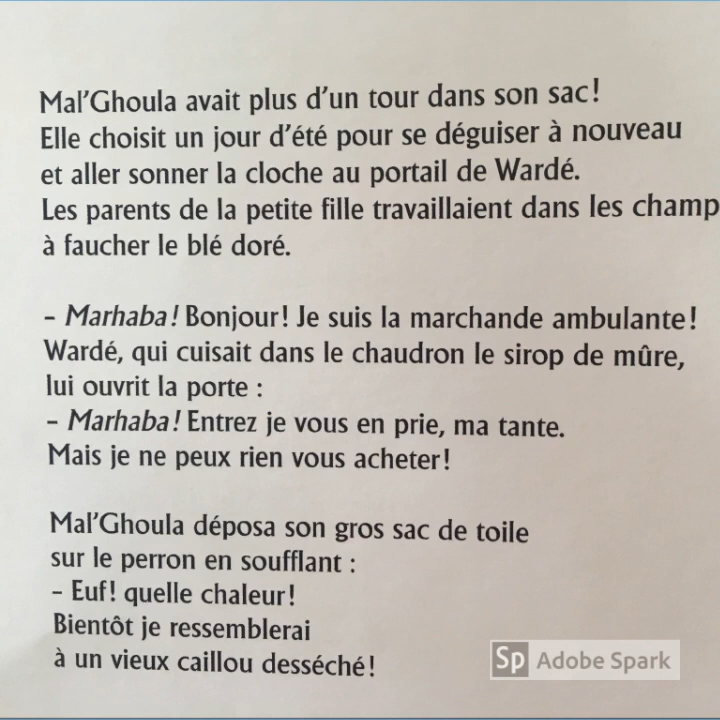 Mal'Ghoula avait plus d'un tour dans son sac!
Elle choisit un jour d'été pour se déguiser à nouveau
et aller sonner la cloche au portail de Wardé.
Les parents de la petite fille travaillaient dans les champ
à faucher le blé doré.
– Marhaba! Bonjour! Je suis la marchande ambulante!
Wardé, qui cuisait dans le chaudron le sirop de mûre,
lui ouvrit la porte :
– Marhaba! Entrez je vous en prie, ma tante.
Mais je ne peux rien vous acheter!
Mal'Ghoula déposa son gros sac de toile
sur le perron en soufflant :
– Euf! quelle chaleur!
Bientôt je ressemblerai
à un vieux caillou desséché!
Sp Adobe Spark